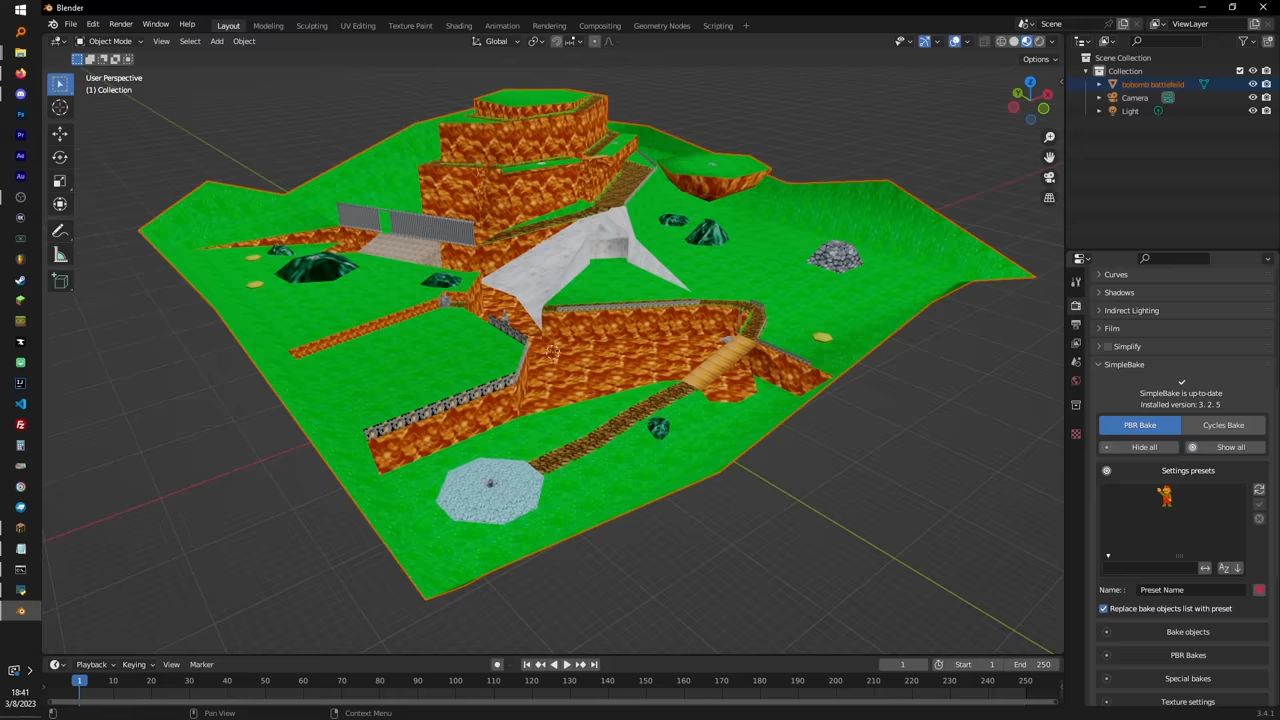 Blender
File Edit Render Window Help
Layout Modeling Sculpting UV Editing Texture Paint Shading Animation Rendering Compositing Geometry Nodes Scripting +
Scene
ViewLayer
Object Mode View Select Add Object
Global
Options
User Perspective
(1) Collection
Z
Y
X
Scene Collection
Collection
bobomb battlefeild
Camera
Light
Curves
Shadows
Indirect Lighting
Film
Simplify
SimpleBake
SimpleBake is up-to-date
Installed version: 3. 2. 5
PBR Bake Cycles Bake
Hide all Show all
Settings presets
Name: : Preset Name
Replace bake objects list with preset
Bake objects
PBR Bakes
Special bakes
Texture settings
Playback Keying View Marker
1 Start 1 End 250
1 10 20 30 40 50 60 70 80 90 100 110 120 130 140 150 160 170 180 190 200 210 220 230 240 250
18:41
3/8/2023
Pan View
Context Menu
3.4.1